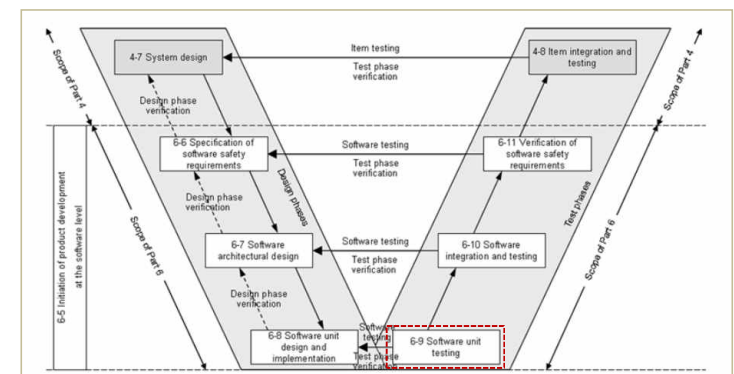 Item testing
4-7 System design
4-8 Item integration and
testing
Test phase
verification
Scope of Part 4
Scope of Part 4
Design phase
verification
6-6 Specification of
software safety
requirements
Software testing
Test phase
verification
6-11 Verification of
software safety
requirements
Design phase
verification
Design phases
Test phases
6-5 Initiation of product development
at the software level
Scope of Part 6
Scope of Part 6
6-7 Software
architectural design
Software testing
Test phase
verification
6-10 Software
integration and testing
Design phase
verification
6-8 Software unit
design and
implementation
Software
testing
Test phase
verification
6-9 Software unit
testing